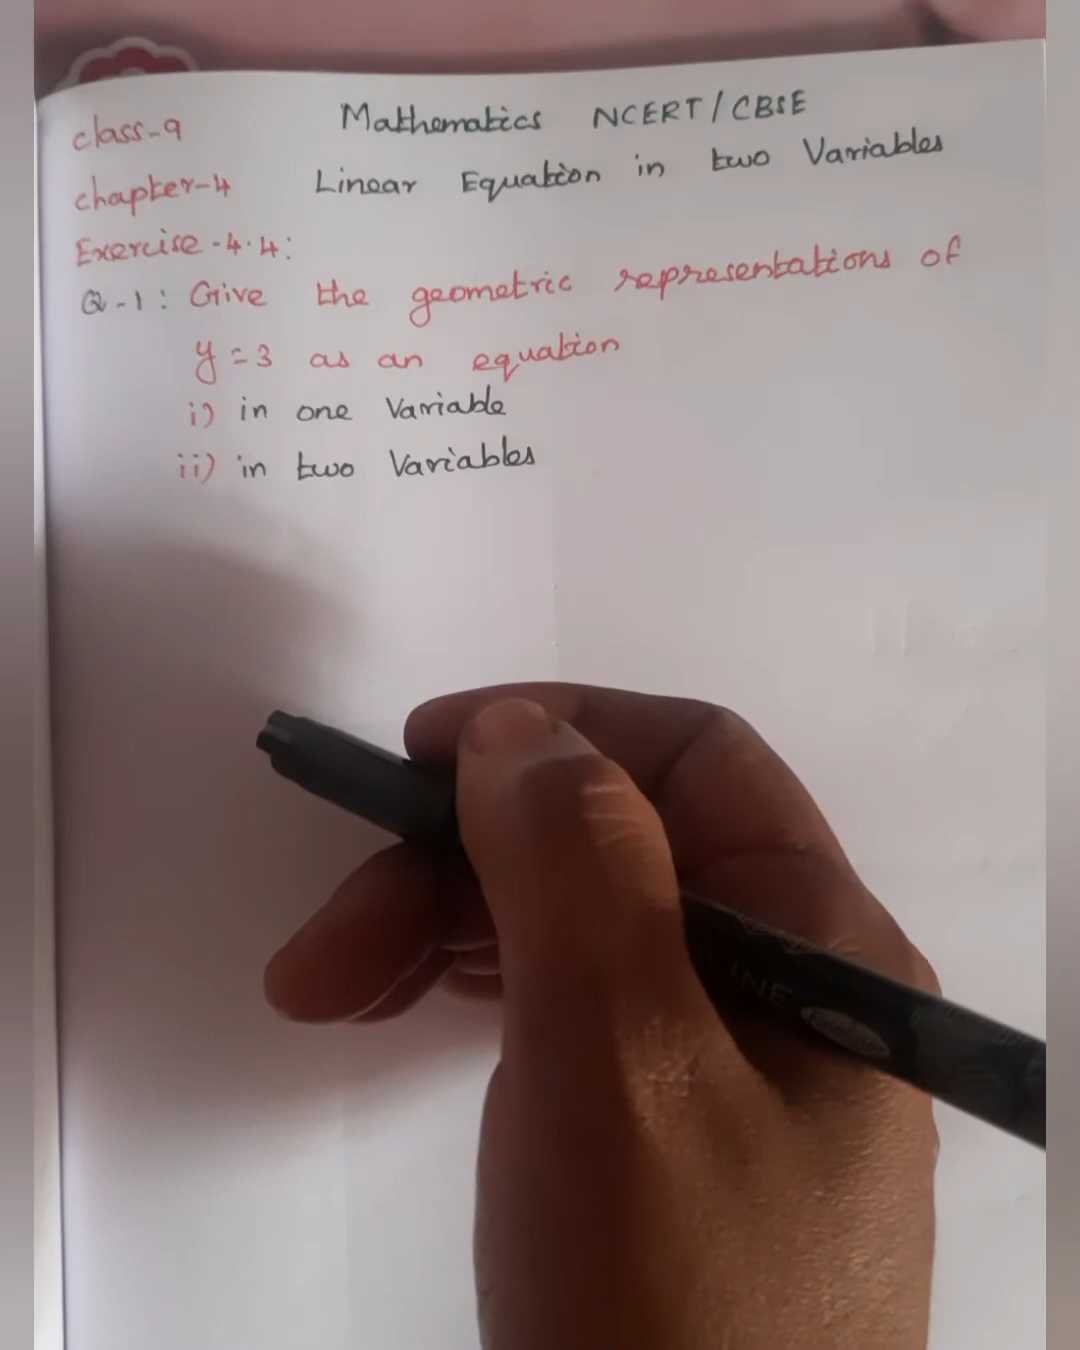 class-9 Mathematics NCERT/CBSE
chapter-4 Linear Equation in two Variables
Exercise-4.4:
Q-1: Give the geometric representations of
y=3 as an equation
i) in one Variable
ii) in two Variables
INE